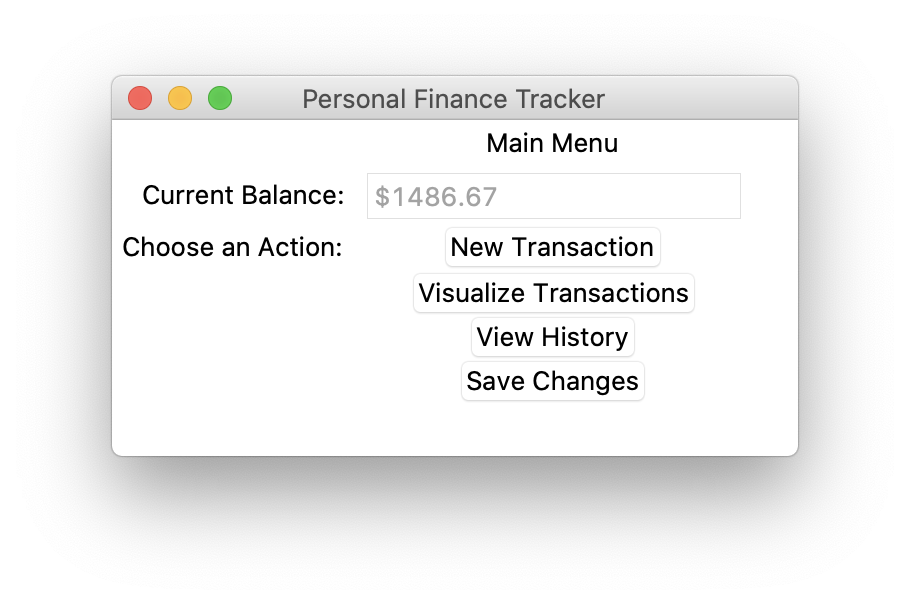 Personal Finance Tracker
Main Menu
Current Balance: $1486.67
Choose an Action: New Transaction
Visualize Transactions
View History
Save Changes